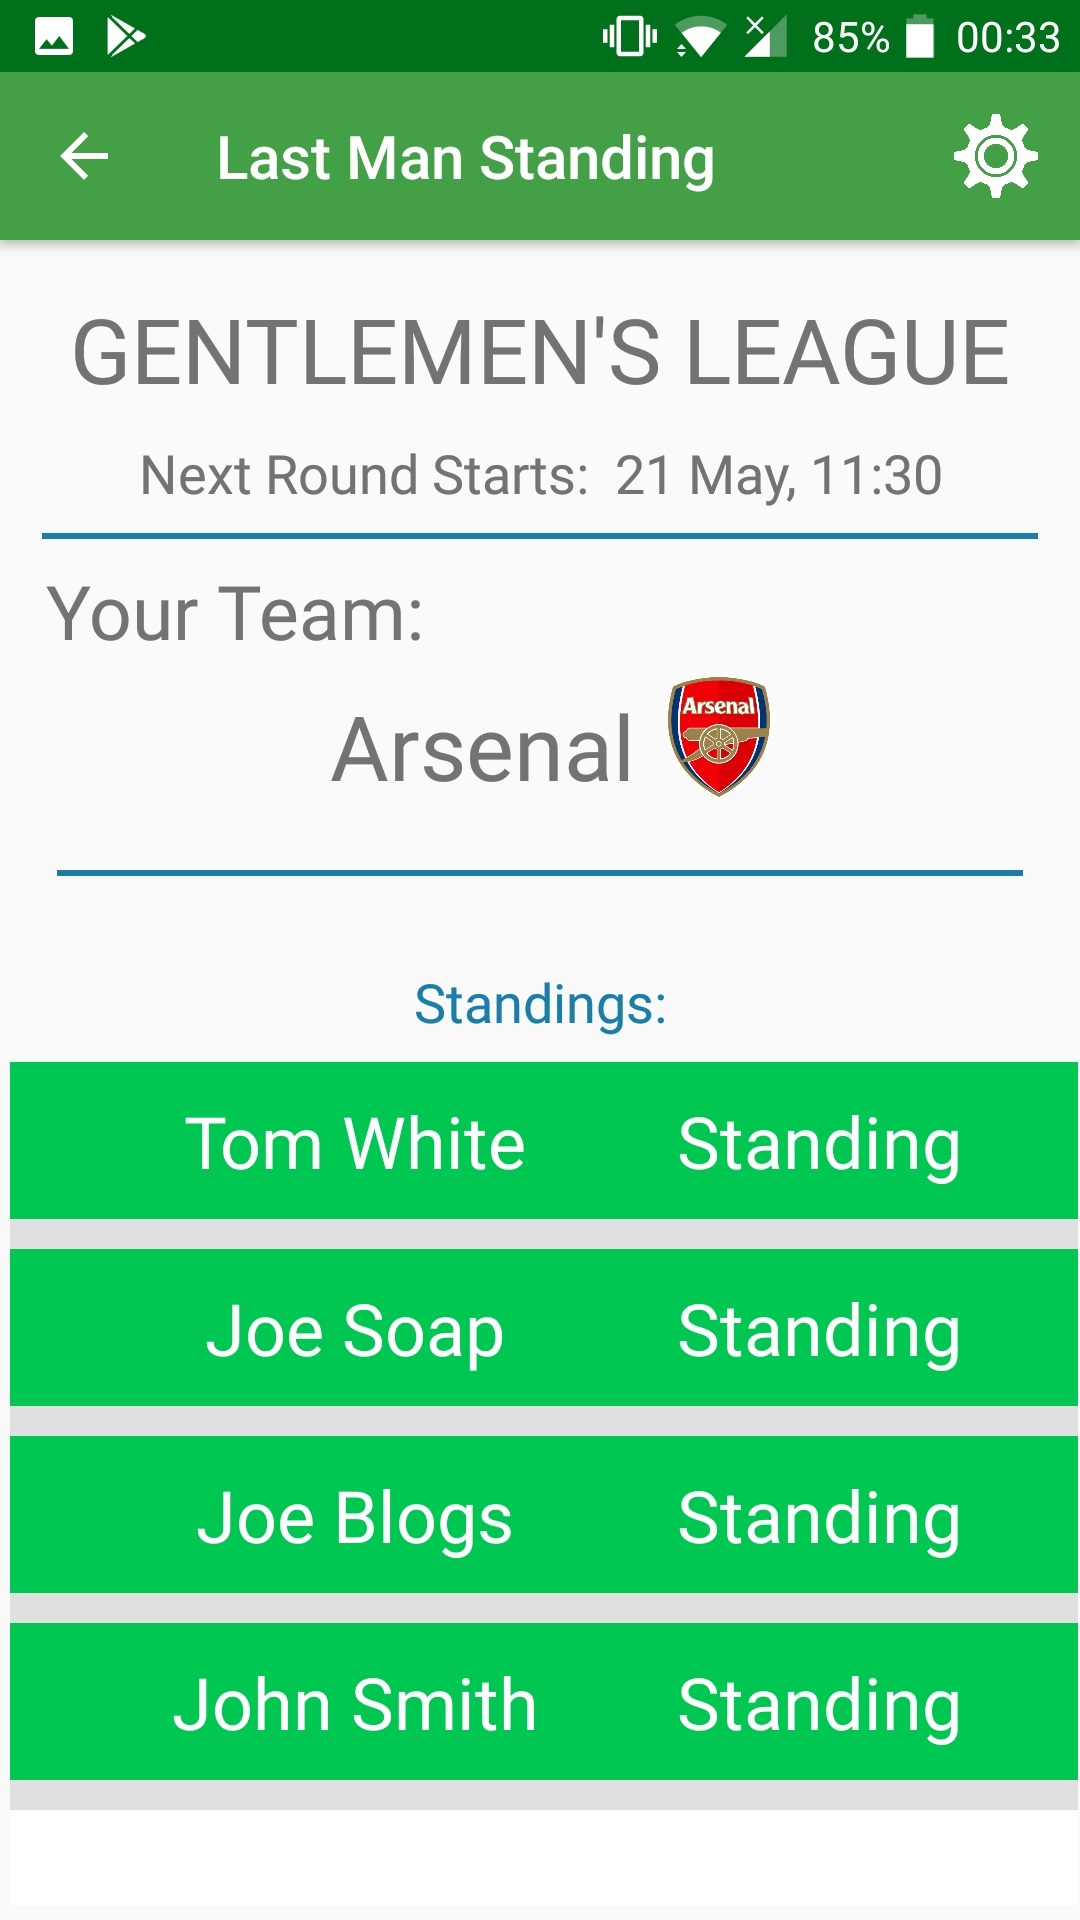 85% 00:33
Last Man Standing
GENTLEMEN'S LEAGUE
Next Round Starts: 21 May, 11:30
Your Team:
Arsenal Arsenal
Standings:
Tom White Standing
Joe Soap Standing
Joe Blogs Standing
John Smith Standing